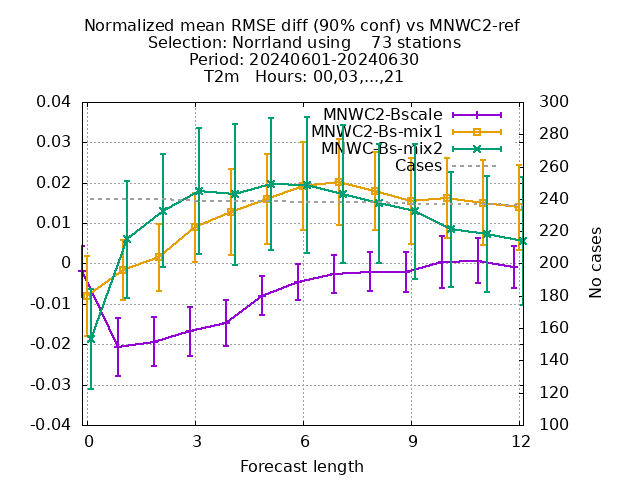 Normalized mean RMSE diff (90% conf) vs MNWC2-ref
Selection: Norrland using    73 stations
Period: 20240601-20240630
T2m   Hours: 00,03,...,21
MNWC2-Bscale
MNWC2-Bs-mix1
MNWC-Bs-mix2
Cases
0.04
0.03
0.02
0.01
0
-0.01
-0.02
-0.03
-0.04
300
280
260
240
220
200
180
160
140
120
100
No cases
0 3 6 9 12
Forecast length